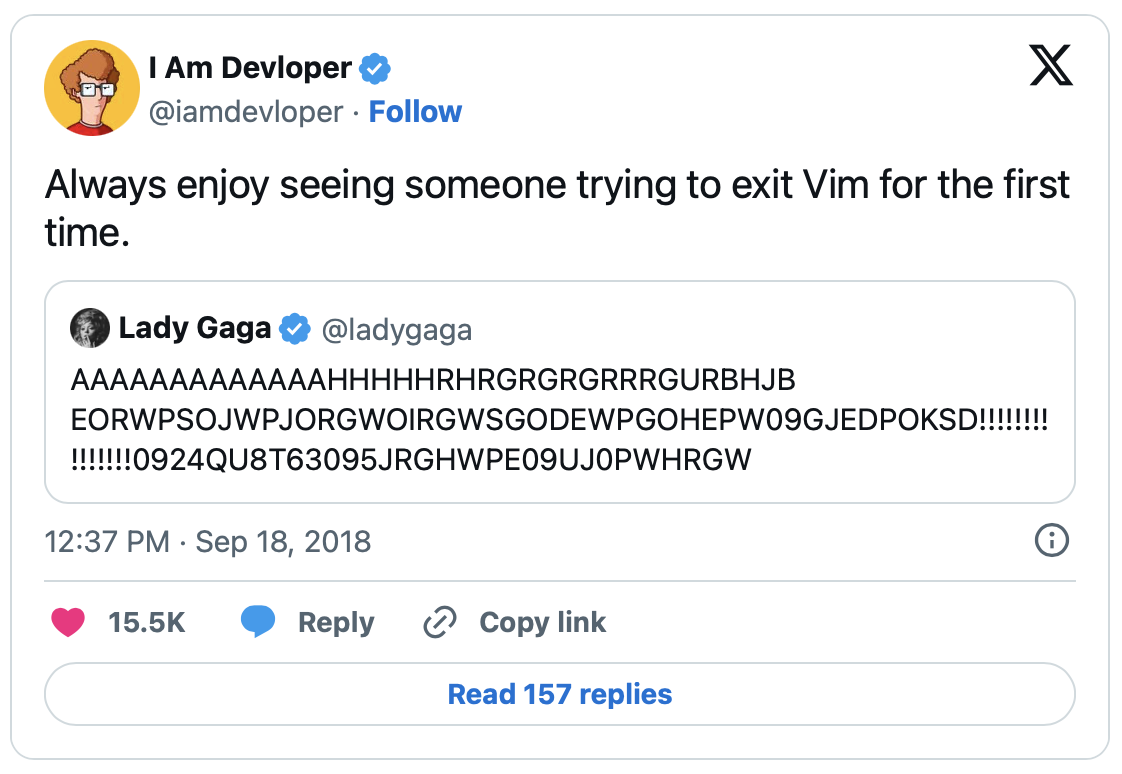 I Am Devloper
@iamdevloper · Follow
Always enjoy seeing someone trying to exit Vim for the first
time.
Lady Gaga @ladygaga
AAAAAAAAAAAAAHHHHHRHRGRGRGRRRGURBHJB
EORWPSOJWPJORGWOIRGWSGODEWPGOHEPW09GJEDPOKSD!!!!!!!!
!!!!!!!0924QU8T63095JRGHWPE09UJ0PWHRGW
12:37 PM · Sep 18, 2018
15.5K Reply Copy link
Read 157 replies